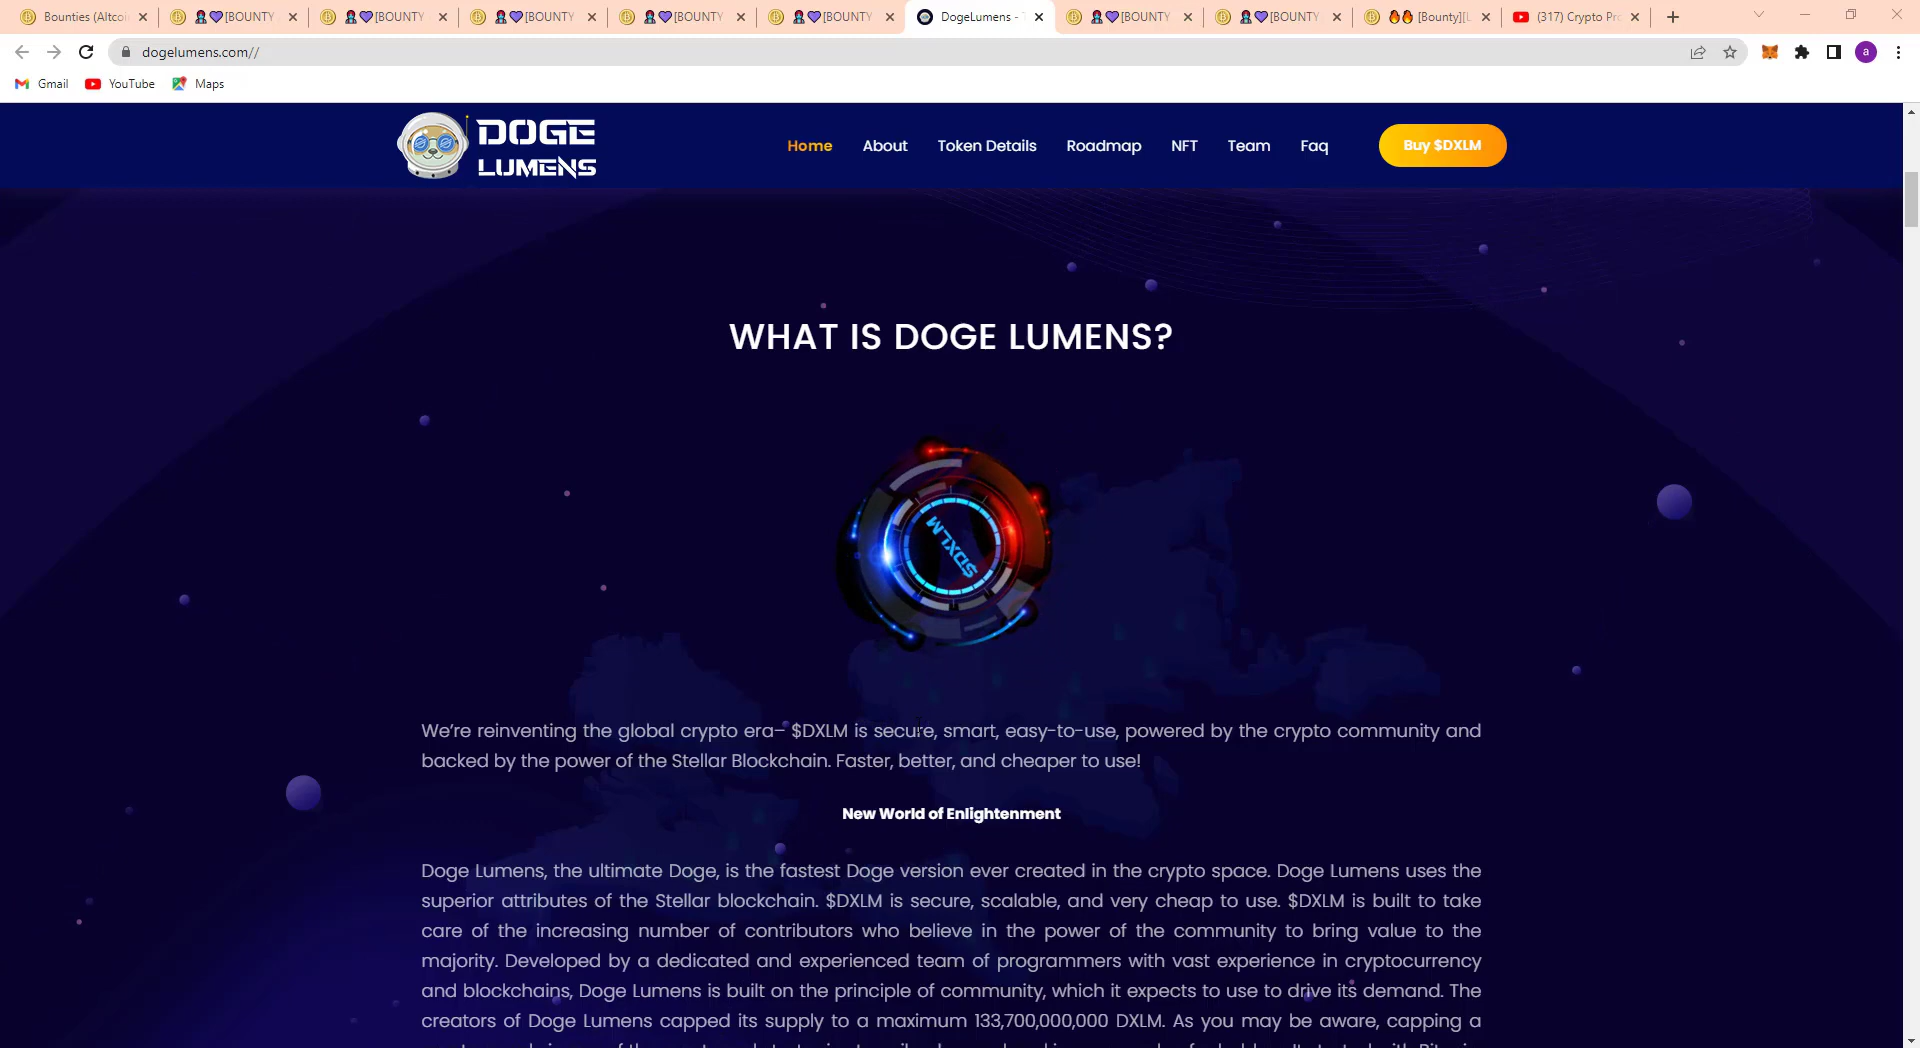 Bounties (Altcoi
[BOUNTY
[BOUNTY
[BOUNTY
[BOUNTY
[BOUNTY
DogeLumens -
[BOUNTY
[BOUNTY
[Bounty][L
(317) Crypto Pr
dogelumens.com//
a
Gmail
YouTube
Maps
DOGE
LUMENS
Home
About
Token Details
Roadmap
NFT
Team
Faq
Buy $DXLM
WHAT IS DOGE LUMENS?
$DXLM
We're reinventing the global crypto era– $DXLM is secure, smart, easy-to-use, powered by the crypto community and
backed by the power of the Stellar Blockchain. Faster, better, and cheaper to use!
New World of Enlightenment
Doge Lumens, the ultimate Doge, is the fastest Doge version ever created in the crypto space. Doge Lumens uses the
superior attributes of the Stellar blockchain. $DXLM is secure, scalable, and very cheap to use. $DXLM is built to take
care of the increasing number of contributors who believe in the power of the community to bring value to the
majority. Developed by a dedicated and experienced team of programmers with vast experience in cryptocurrency
and blockchains, Doge Lumens is built on the principle of community, which it expects to use to drive its demand. The
creators of Doge Lumens capped its supply to a maximum 133,700,000,000 DXLM. As you may be aware, capping a